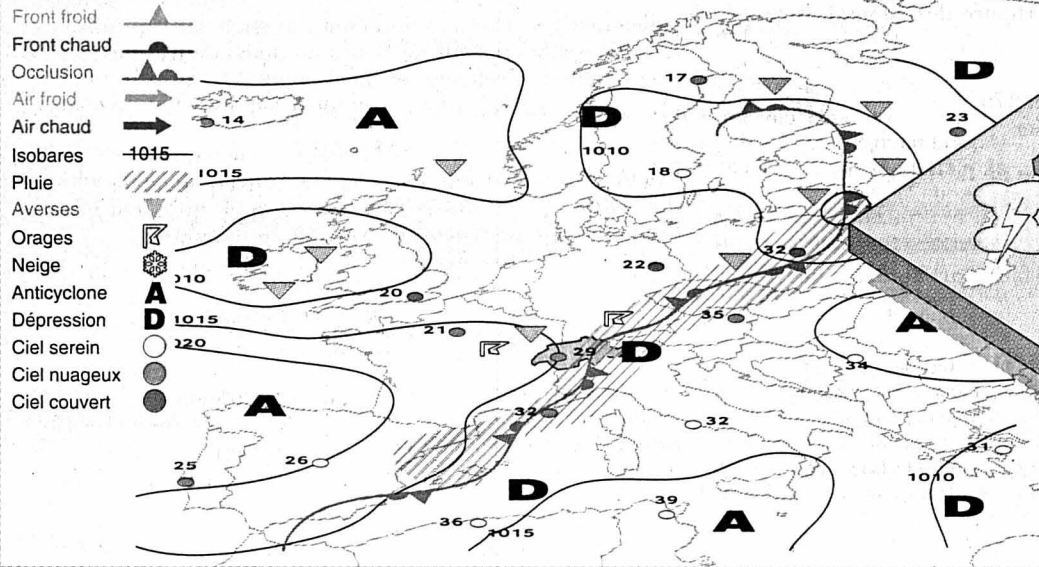 Front froid
Front chaud
Occlusion
Air froid
Air chaud
Isobares 1015
Pluie
Averses
Orages
Neige
Anticyclone A
Dépression D
Ciel serein
Ciel nuageux
Ciel couvert
14
A
1015
D
1010
17
18
D
23
D
20
1015
21
22
32
35
29
D
A
34
A
26
25
32
32
D
36
1015
39
A
31
1010
D